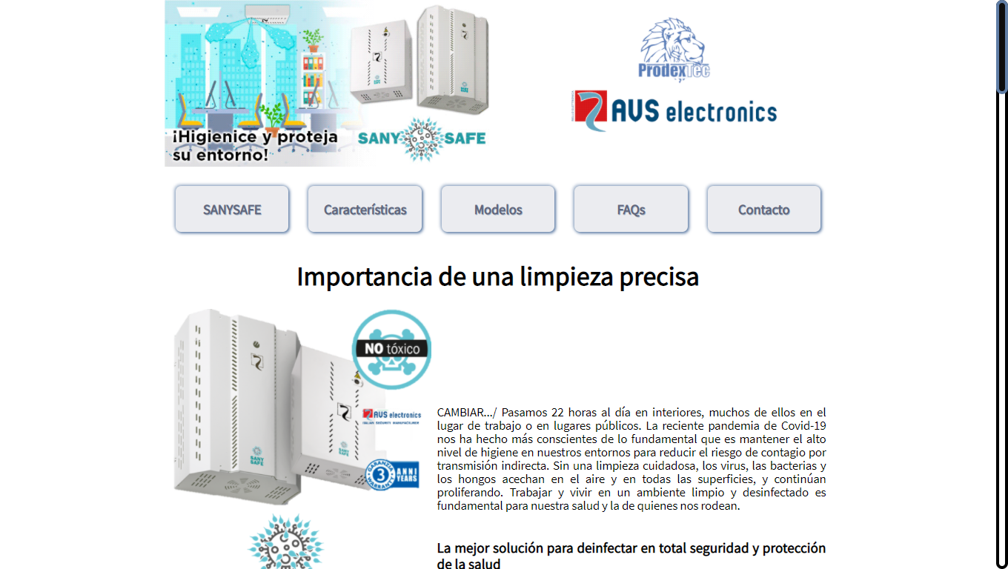 ¡Higienice y proteja
su entorno!
SANY SAFE
ProdexTec
AVS electronics
SANYSAFE
Características
Modelos
FAQs
Contacto
Importancia de una limpieza precisa
NO tóxico
AVS electronics
ITALIAN SECURITY MANUFACTURER
3 ANNI
YEARS
SANY
SAFE
CAMBIAR.../ Pasamos 22 horas al día en interiores, muchos de ellos en el
lugar de trabajo o en lugares públicos. La reciente pandemia de Covid-19
nos ha hecho más conscientes de lo fundamental que es mantener el alto
nivel de higiene en nuestros entornos para reducir el riesgo de contagio por
transmisión indirecta. Sin una limpieza cuidadosa, los virus, las bacterias y
los hongos acechan en el aire y en todas las superficies, y continúan
proliferando. Trabajar y vivir en un ambiente limpio y desinfectado es
fundamental para nuestra salud y la de quienes nos rodean.
La mejor solución para deinfectar en total seguridad y protección
de la salud